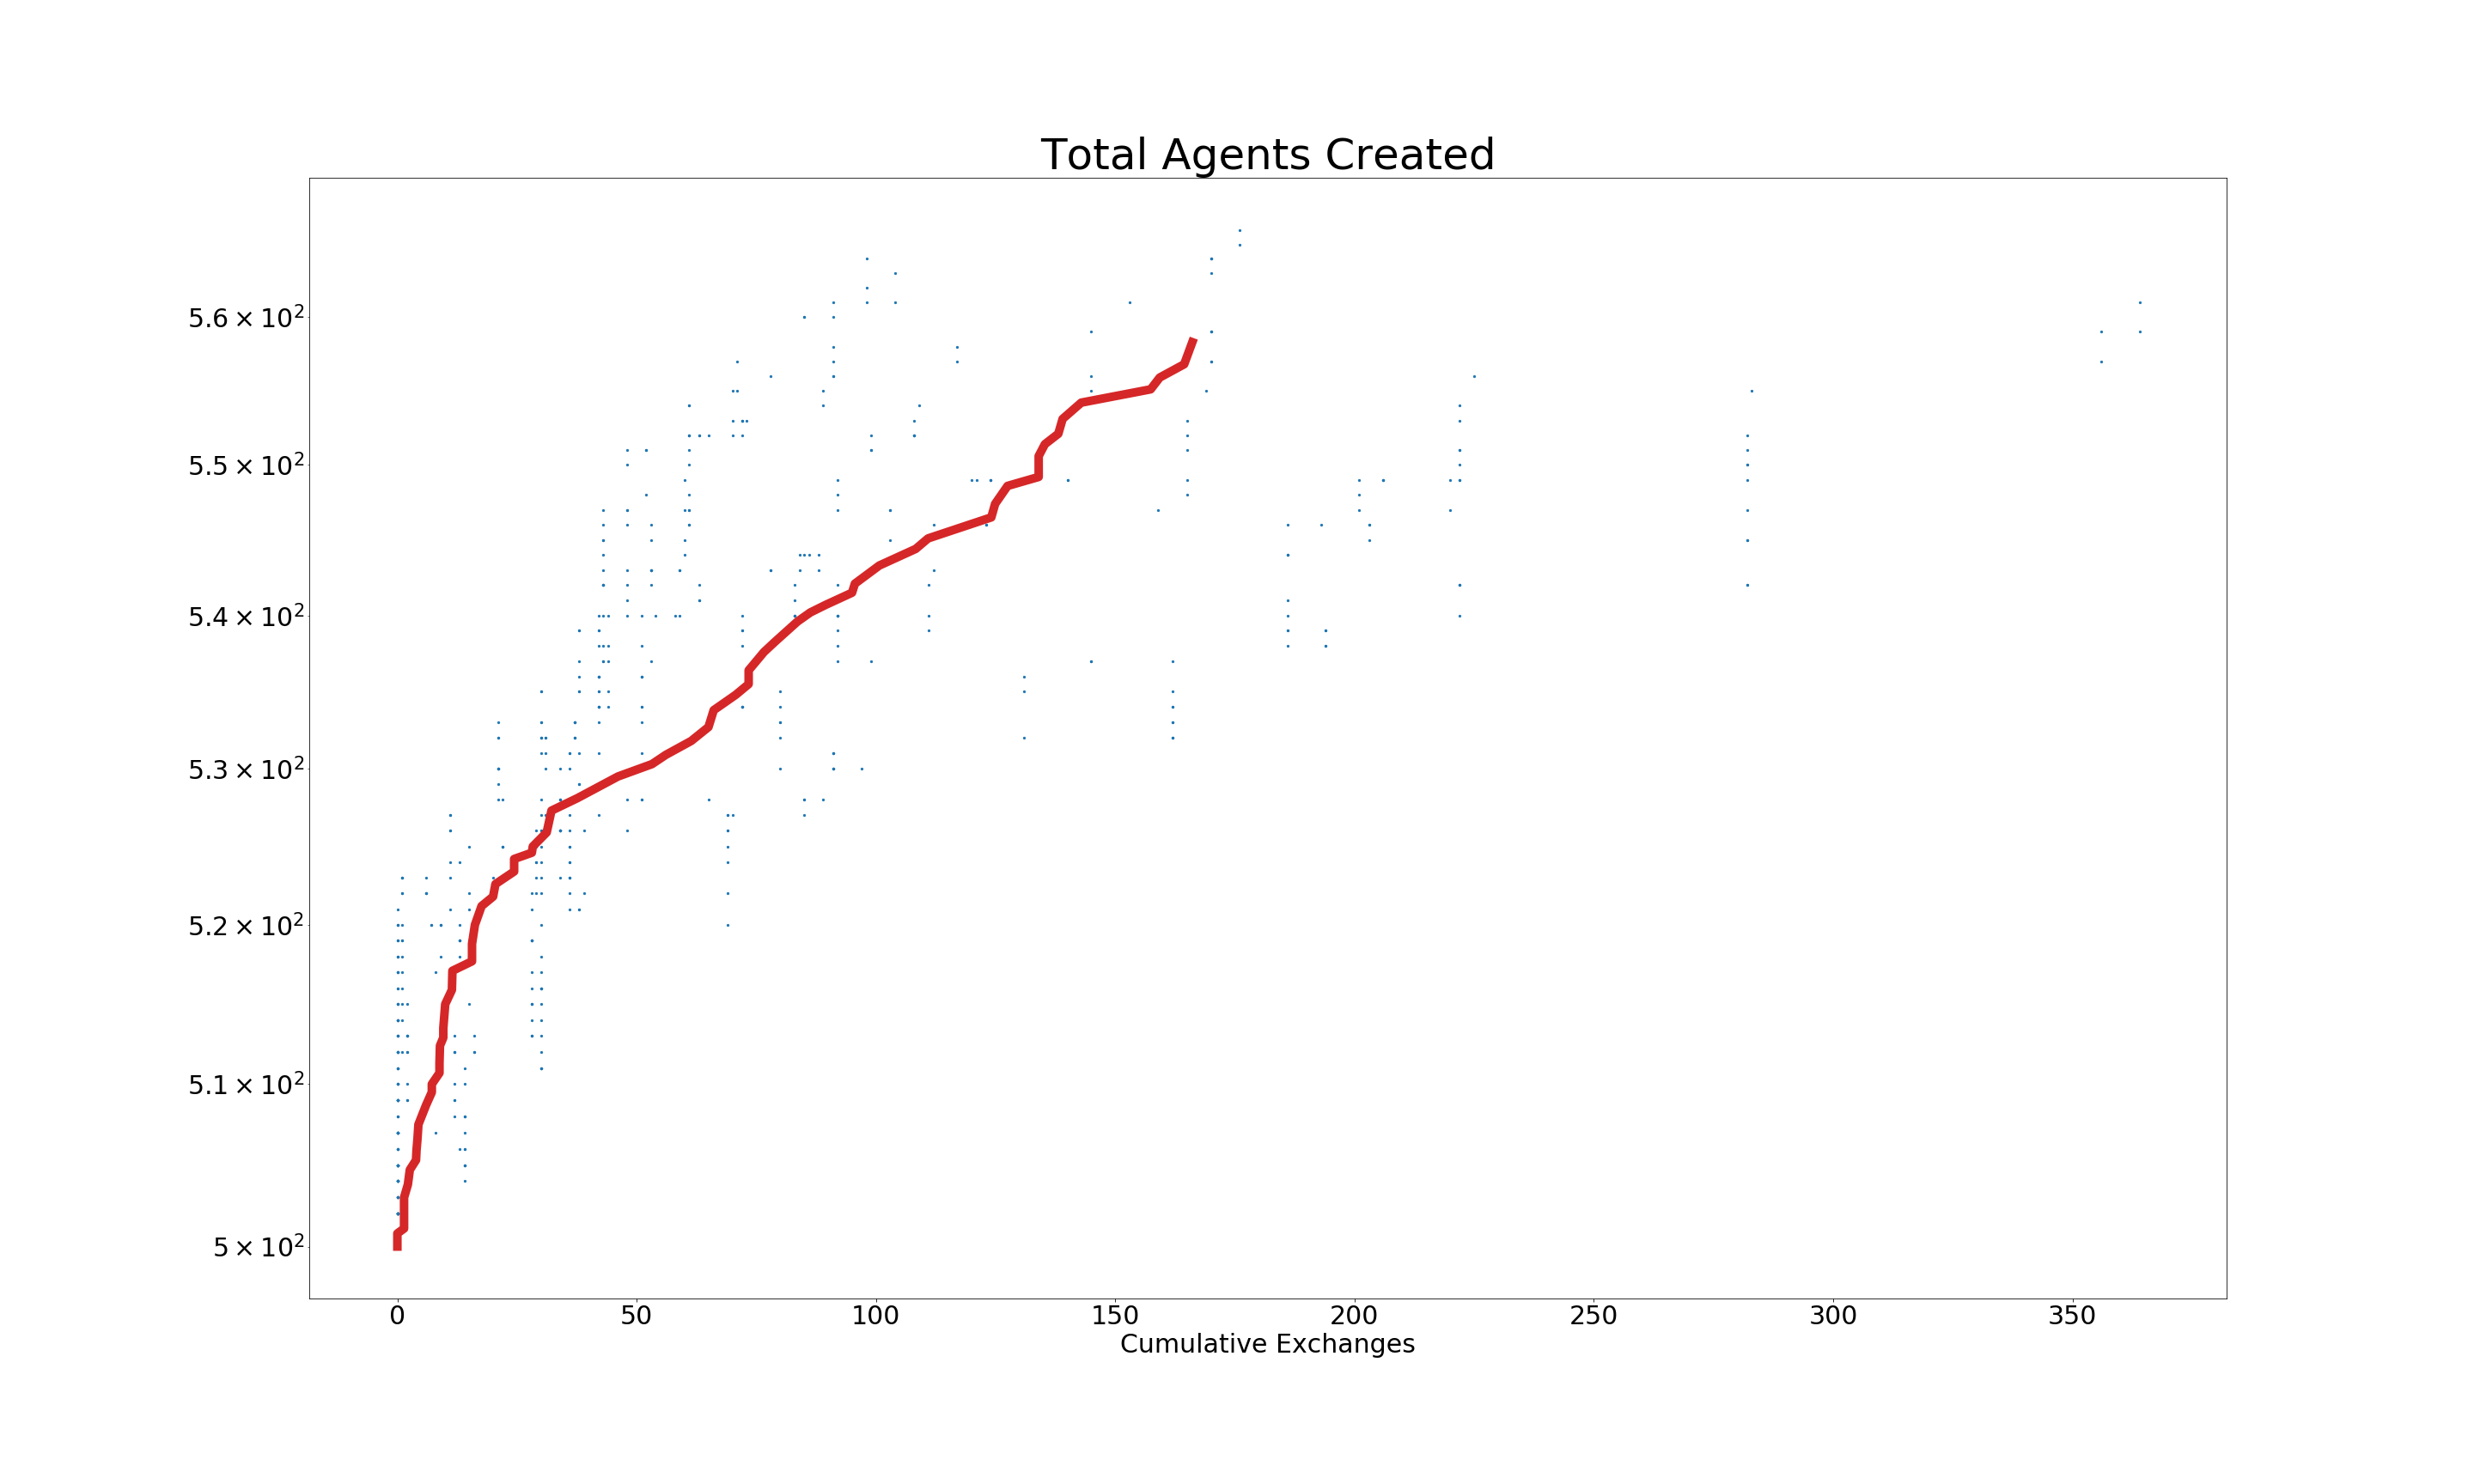 Total Agents Created
5.6 × 10²
5.5 × 10²
5.4 × 10²
5.3 × 10²
5.2 × 10²
5.1 × 10²
5 × 10²
0 50 100 150 200 250 300 350
Cumulative Exchanges